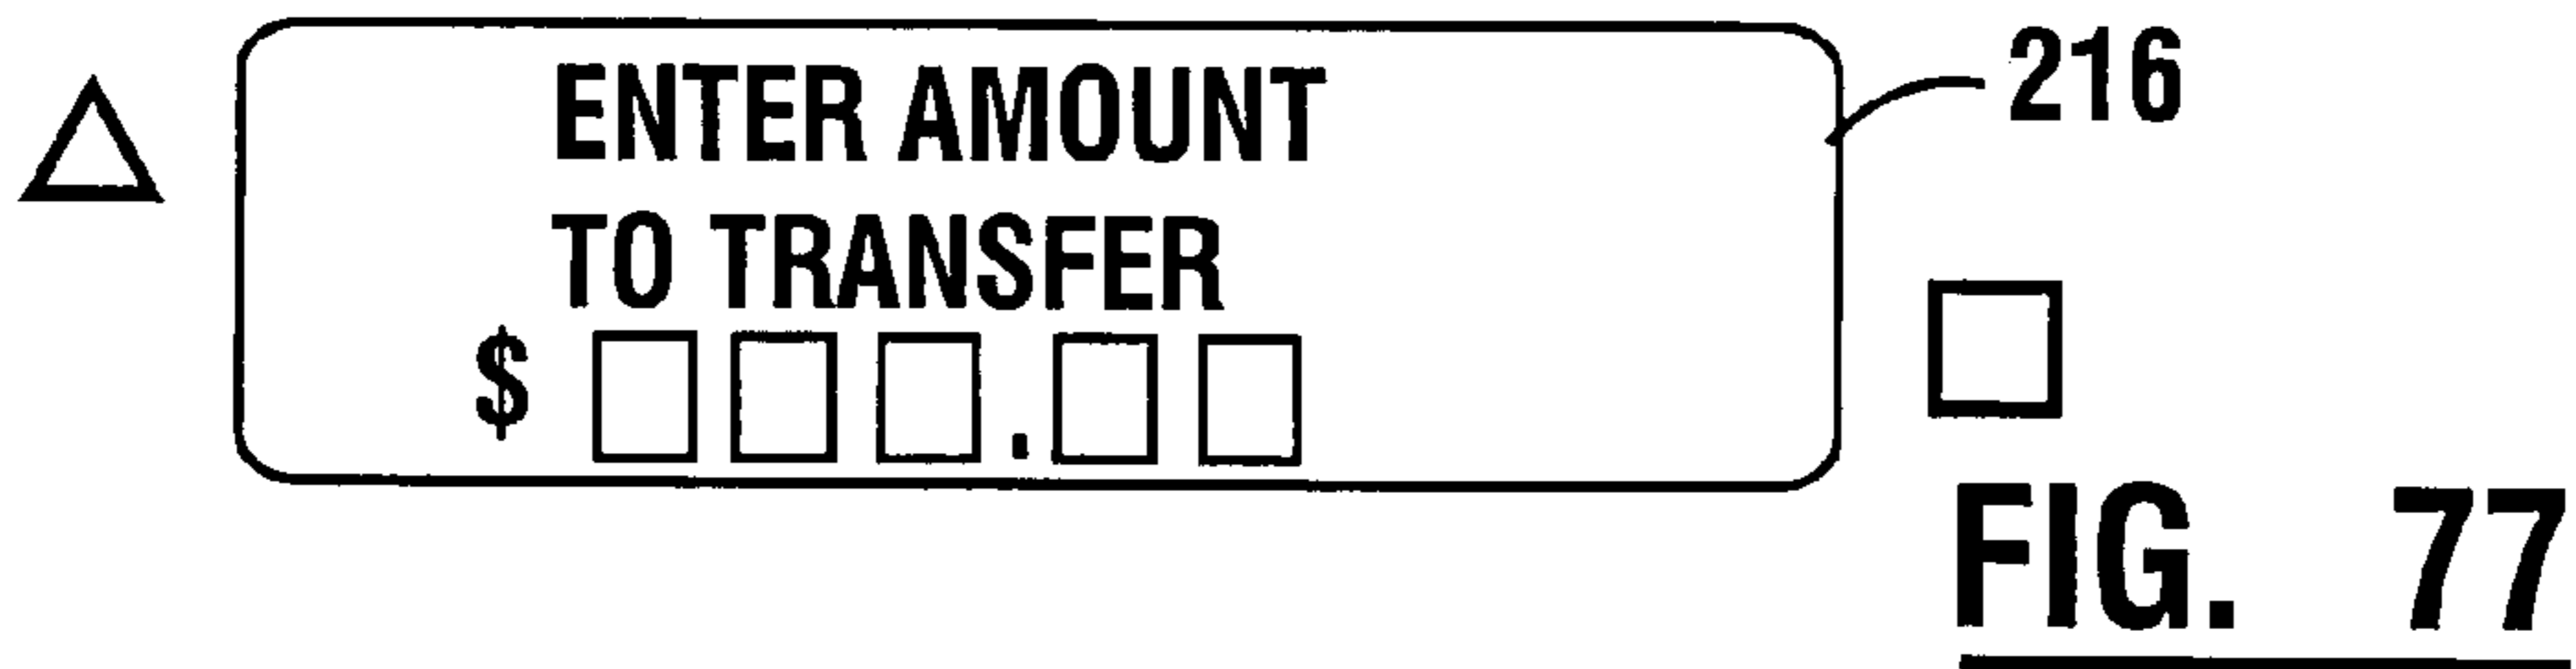 ENTER AMOUNT
216
TO TRANSFER
$ □ □ □ . □ □
FIG. 77